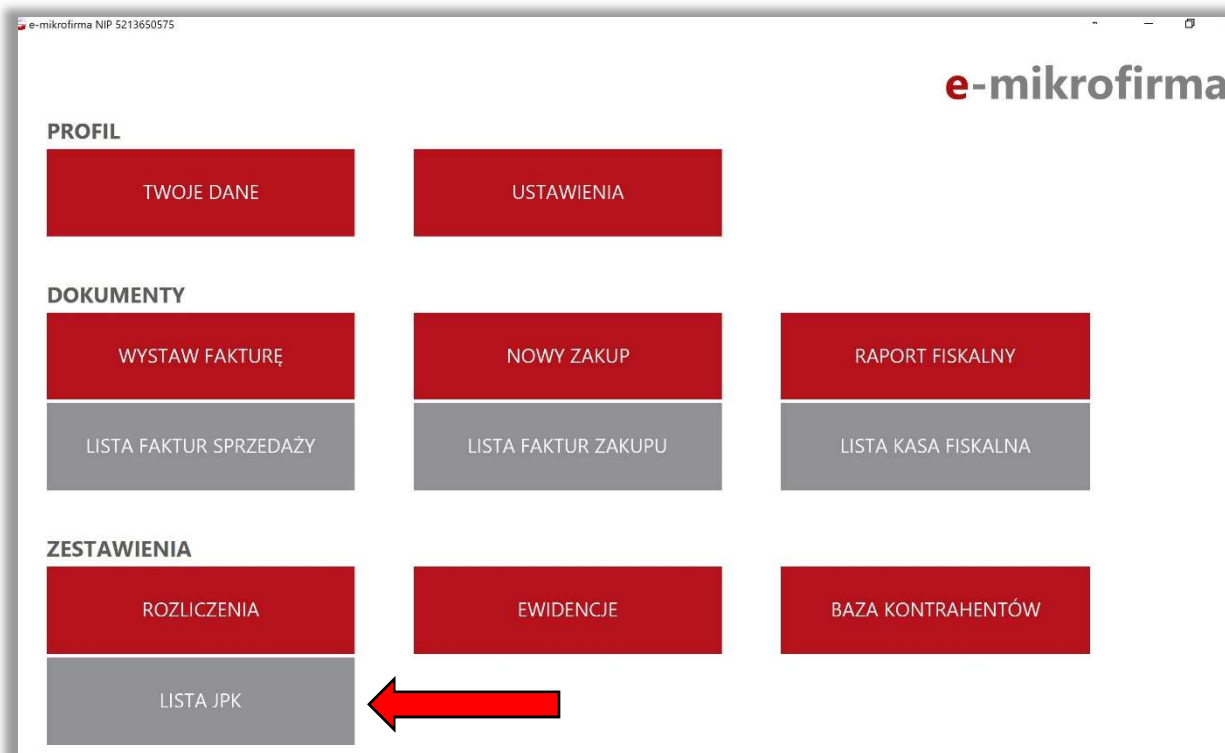 e-mikrofirma NIP 5213650575
e-mikrofirma
PROFIL
TWOJE DANE
USTAWIENIA
DOKUMENTY
WYSTAW FAKTURĘ
NOWY ZAKUP
RAPORT FISKALNY
LISTA FAKTUR SPRZEDAŻY
LISTA FAKTUR ZAKUPU
LISTA KASA FISKALNA
ZESTAWIENIA
ROZLICZENIA
EWIDENCJE
BAZA KONTRAHENTÓW
LISTA JPK